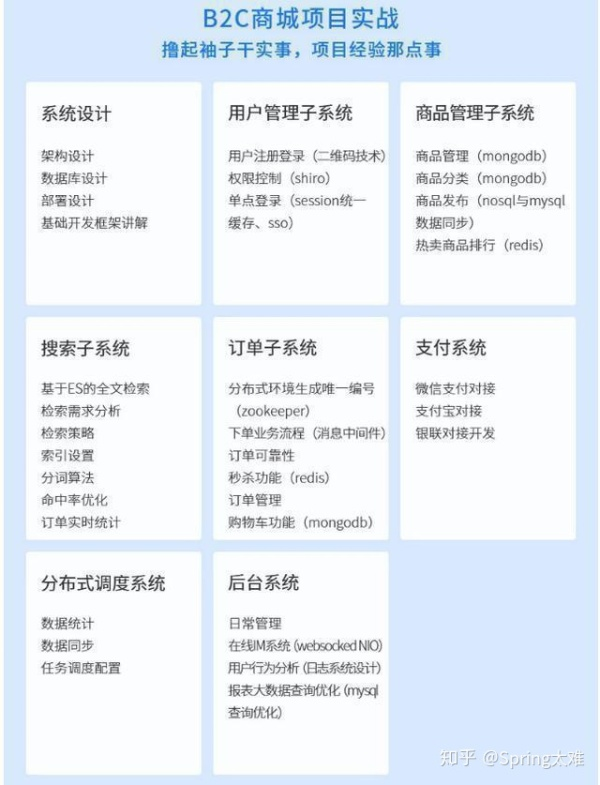 B2C商城项目实战
撸起袖子干实事，项目经验那点事
系统设计
架构设计
数据库设计
部署设计
基础开发框架讲解
用户管理子系统
用户注册登录（二维码技术）
权限控制（shiro）
单点登录（session统一
缓存、sso）
商品管理子系统
商品管理（mongodb）
商品分类（mongodb）
商品发布（nosql与mysql
数据同步）
热卖商品排行（redis）
搜索子系统
基于ES的全文检索
检索需求分析
检索策略
索引设置
分词算法
命中率优化
订单实时统计
订单子系统
分布式环境生成唯一编号
（zookeeper）
下单业务流程（消息中间件）
订单可靠性
秒杀功能（redis）
订单管理
购物车功能（mongodb）
支付系统
微信支付对接
支付宝对接
银联对接开发
分布式调度系统
数据统计
数据同步
任务调度配置
后台系统
日常管理
在线IM系统（websocked NIO）
用户行为分析（日志系统设计）
报表大数据查询优化（mysql
查询优化）
知乎 @Spring太难